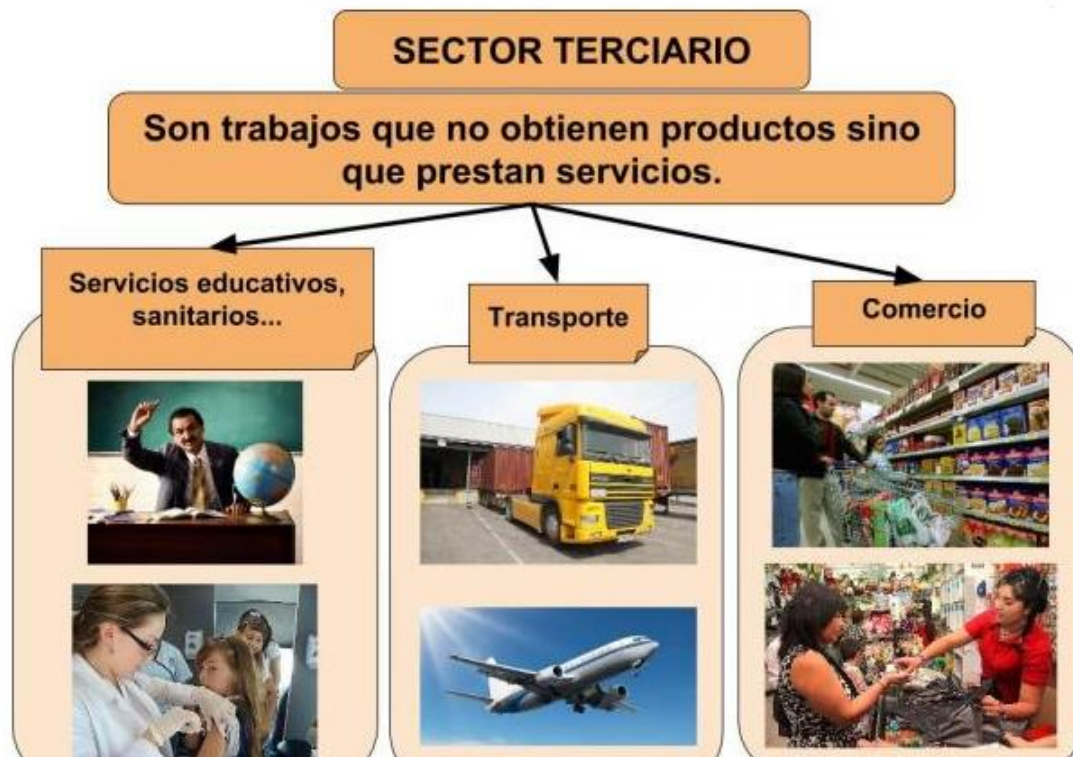 SECTOR TERCIARIO
Son trabajos que no obtienen productos sino
que prestan servicios.
Servicios educativos,
sanitarios...
Transporte
Comercio